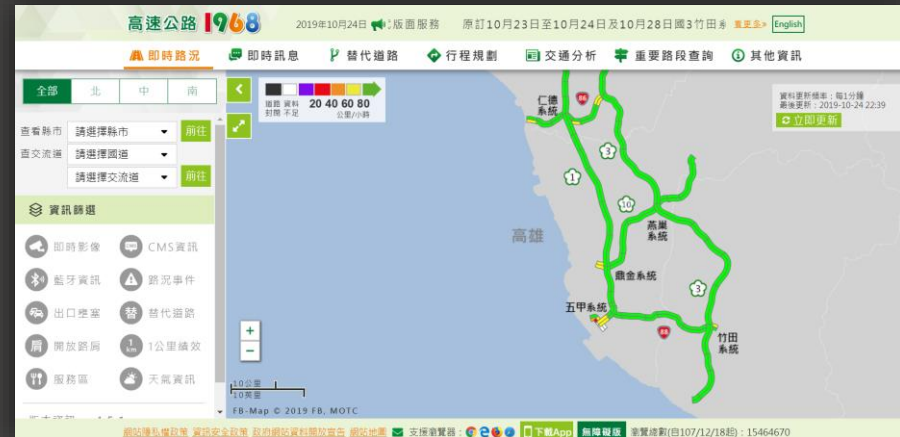 高速公路 1968
2019年10月24日
版面服務 原訂10月23日至10月24日及10月28日國3竹田系
看更多»
English
即時路況
即時訊息
替代道路
行程規劃
交通分析
重要路段查詢
其他資訊
全部 北 中 南
查看縣市 請選擇縣市 前往
查交流道 請選擇國道
請選擇交流道 前往
資訊篩選
即時影像 CMS資訊
藍牙資訊 路況事件
出口壅塞 替代道路
開放路肩 1公里績效
服務區 天氣資訊
道路 資料 20 40 60 80
封閉 不足 公里/小時
資料更新頻率：每1分鐘
最後更新：2019-10-24 22:39
立即更新
仁德
系統
86
3
1
10
燕巢
系統
高雄
鼎金系統
3
五甲系統
88
竹田
系統
+
−
10公里
10英里
FB-Map © 2019 FB, MOTC
網站隱私權政策 資訊安全政策 政府網站資料開放宣告 網站地圖 支援瀏覽器： 下載App 無障礙版 瀏覽總數(自107/12/18起)：15464670